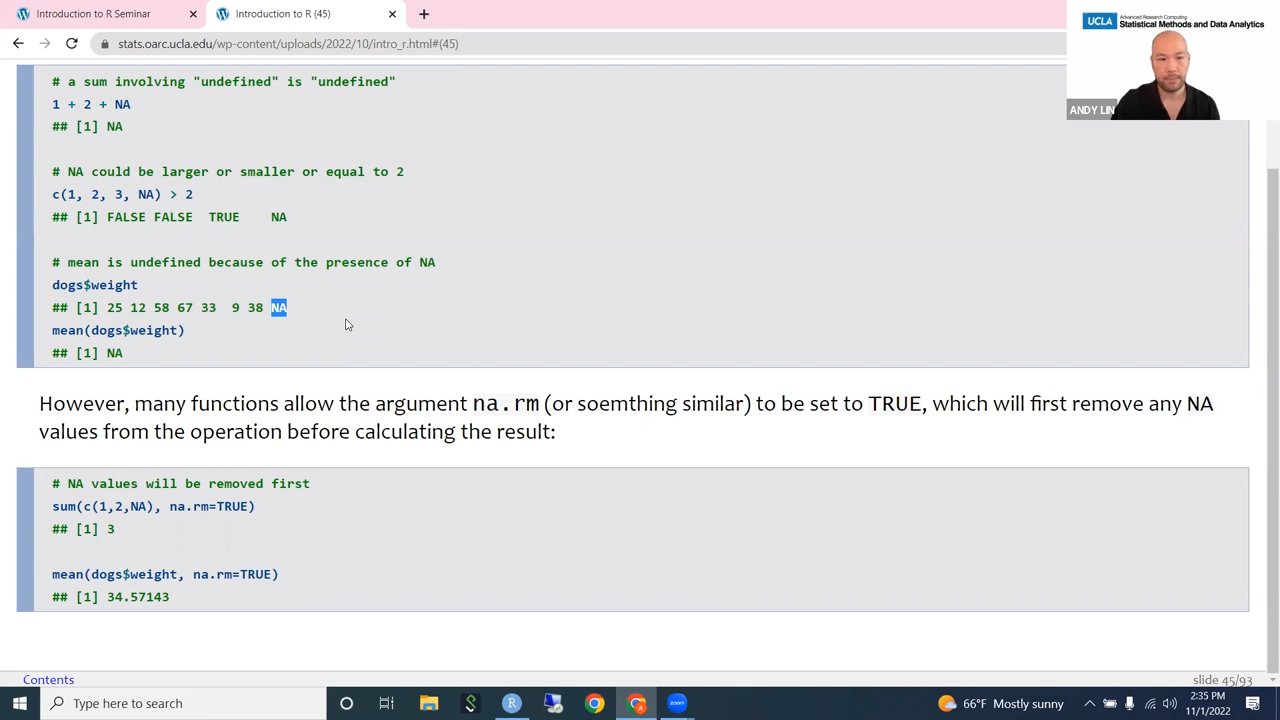 Introduction to R Seminar
Introduction to R (45)
stats.oarc.ucla.edu/wp-content/uploads/2022/10/intro_r.html#(45)
UCLA Advanced Research Computing
Statistical Methods and Data Analytics
ANDY LIN
# a sum involving "undefined" is "undefined"
1 + 2 + NA
## [1] NA
# NA could be larger or smaller or equal to 2
c(1, 2, 3, NA) > 2
## [1] FALSE FALSE  TRUE    NA
# mean is undefined because of the presence of NA
dogs$weight
## [1] 25 12 58 67 33  9 38 NA
mean(dogs$weight)
## [1] NA
However, many functions allow the argument na.rm (or soemthing similar) to be set to TRUE, which will first remove any NA
values from the operation before calculating the result:
# NA values will be removed first
sum(c(1,2,NA), na.rm=TRUE)
## [1] 3
mean(dogs$weight, na.rm=TRUE)
## [1] 34.57143
Contents
slide 45/93
Type here to search
zoom
66°F Mostly sunny
2:35 PM
11/1/2022